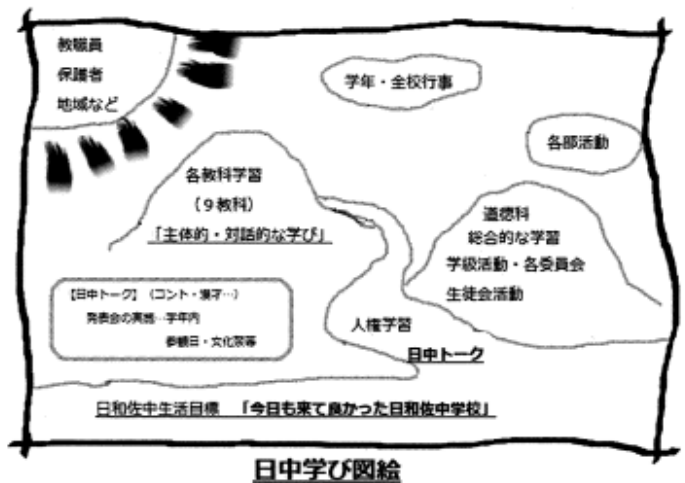 教職員
保護者
地域など
学年・全校行事
各部活動
各教科学習
（９教科）
「主体的・対話的な学び」
道徳科
総合的な学習
学級活動・各委員会
生徒会活動
【日中トーク】（コント・漫才…）
発表会の実施…学年内
参観日・文化祭等
人権学習
日中トーク
日和佐中生活目標　「今日も来て良かった日和佐中学校」
日中学び図絵